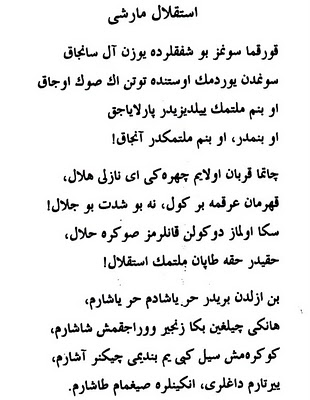 استقلال مارشی
قورقما سونمز بو شفقلرده یوزن آل سانجاق
سونمدن یوردمك اوستنده توتن اك صوك اوجاق
او بنم ملتمك ییلدیزیدر پارلایاجق
او بنمدر، او بنم ملتمكدر آنجاق!
چاتما قربان اولایم چهره‌كی ای نازلی هلال،
قهرمان عرقمه بر كول، نه بو شدت بو جلال!
سكا اولماز دوكولن قانلرمز صوكره حلال،
حقیدر حقه طاپان ملتمك استقلال!
بن ازلدن بریدر حر یاشادم حر یاشارم،
هانكی چیلغین بكا زنجیر ووراجقمش شاشارم،
كوكره‌مش سیل كبی یم بندیمی چیكنر آشارم،
ییرتارم داغلری، انكینلره صیغمام طاشارم.